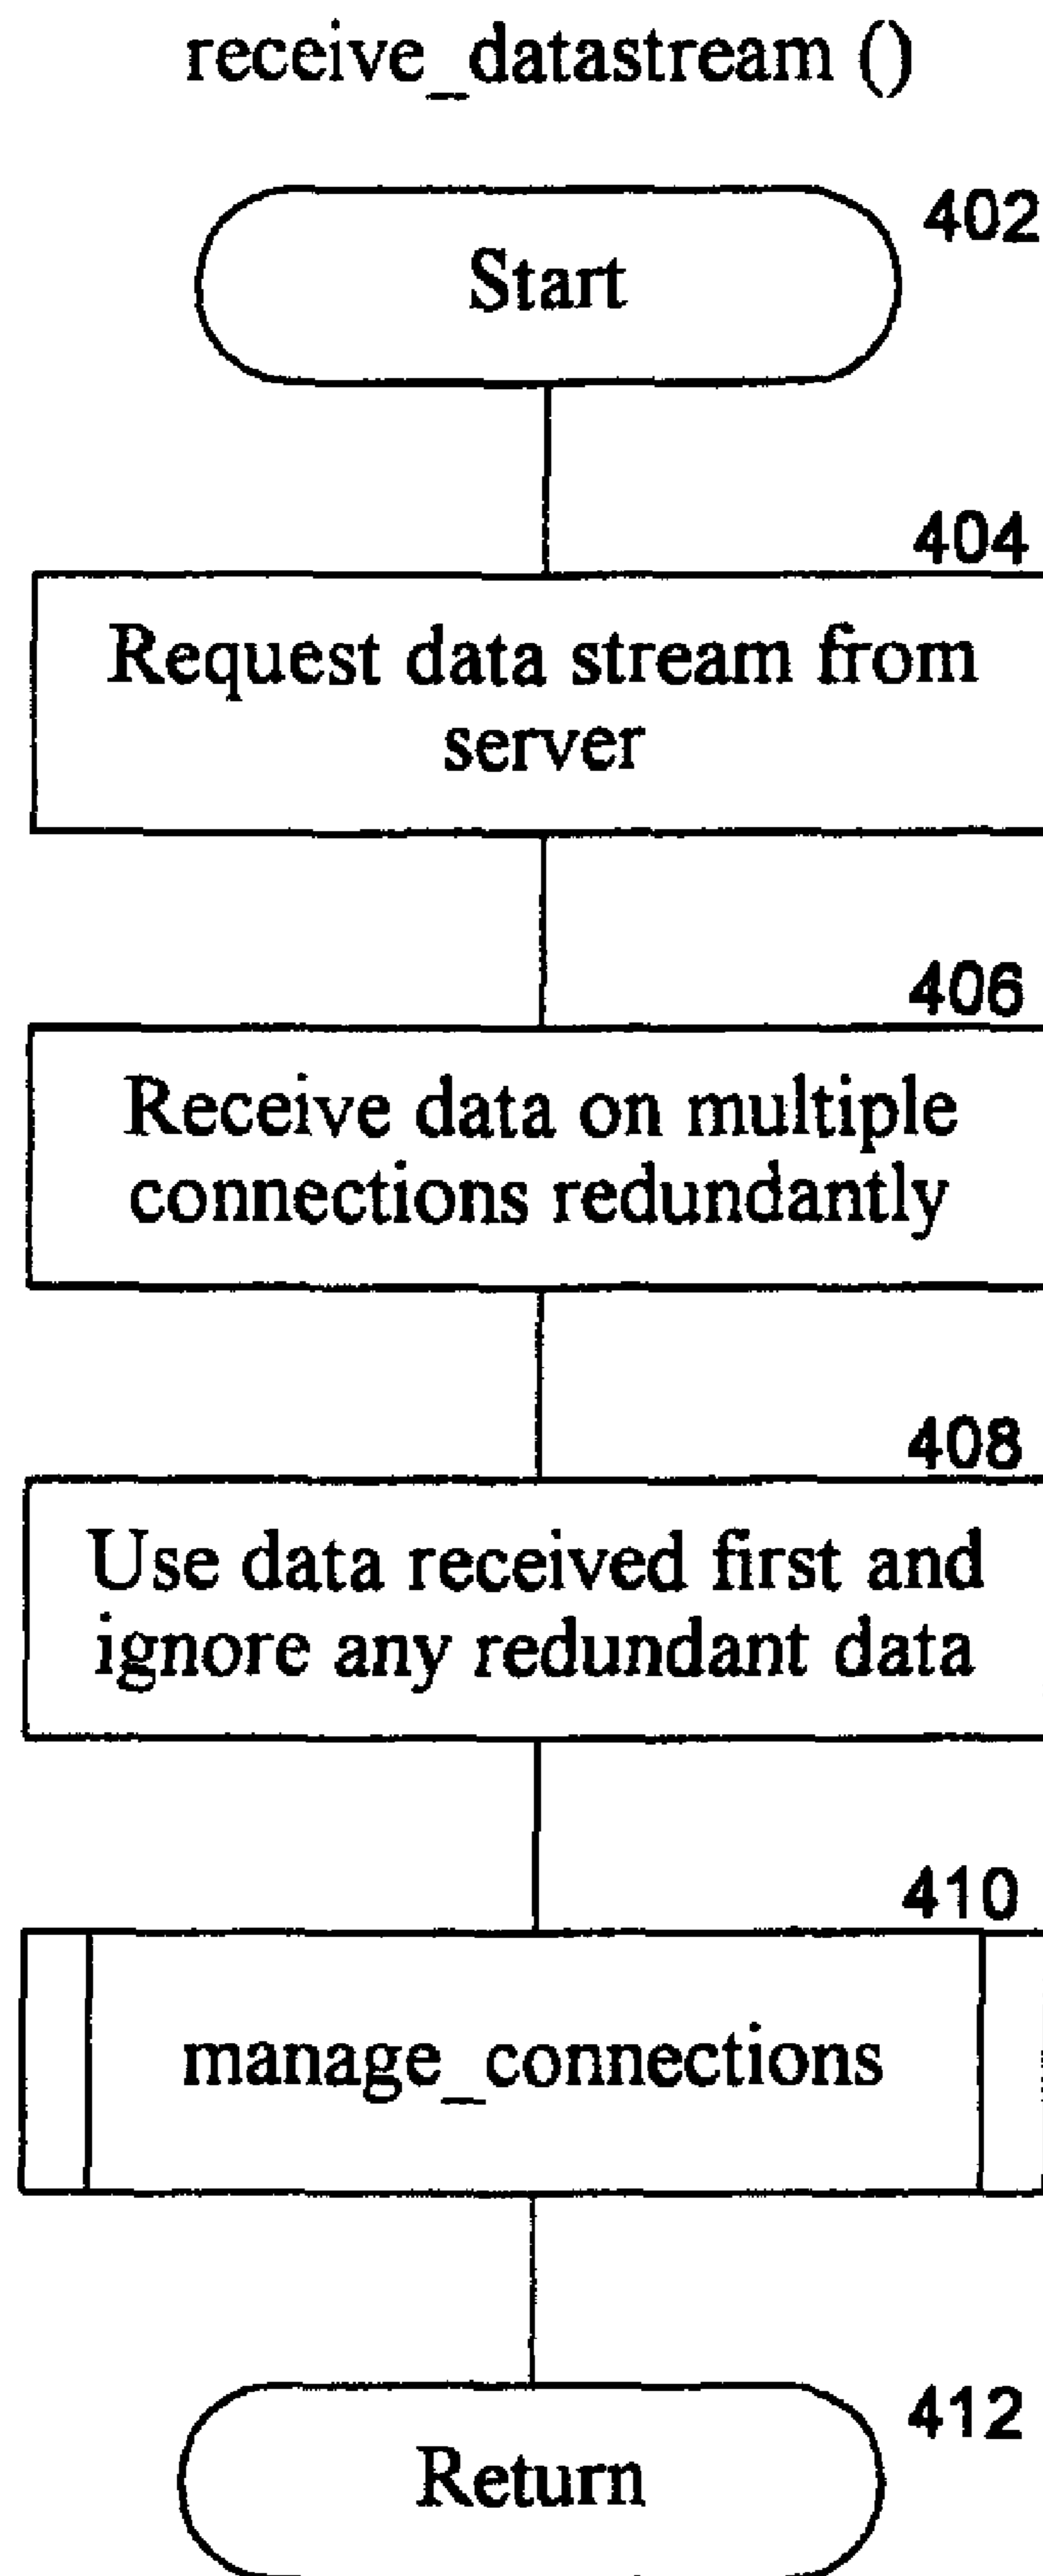 receive_datastream ()
402
Start
404
Request data stream from
server
406
Receive data on multiple
connections redundantly
408
Use data received first and
ignore any redundant data
410
manage_connections
412
Return